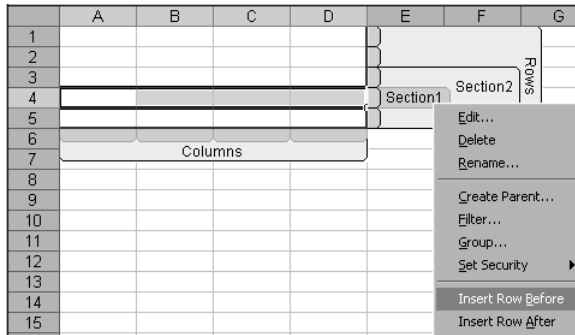 A B C D E F G
1
2
3
4 Section1 Section2 Rows
5
6
7 Columns
8
9
10
11
12
13
14
15
Edit...
Delete
Rename...
Create Parent...
Filter...
Group...
Set Security
Insert Row Before
Insert Row After